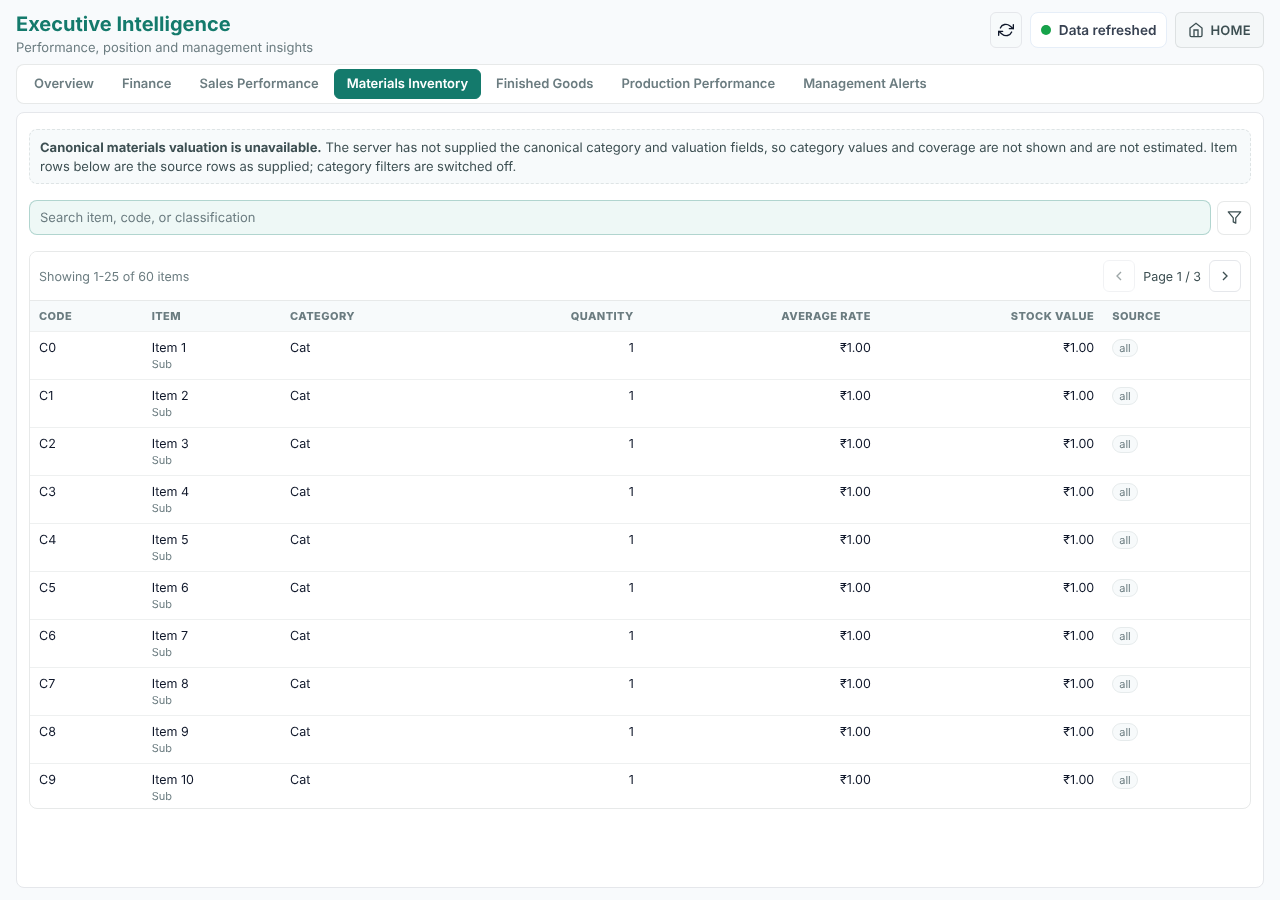 Executive Intelligence
Performance, position and management insights
Data refreshed
HOME
Overview Finance Sales Performance Materials Inventory Finished Goods Production Performance Management Alerts
Canonical materials valuation is unavailable. The server has not supplied the canonical category and valuation fields, so category values and coverage are not shown and are not estimated. Item
rows below are the source rows as supplied; category filters are switched off.
Search item, code, or classification
Showing 1-25 of 60 items Page 1 / 3
CODE ITEM CATEGORY QUANTITY AVERAGE RATE STOCK VALUE SOURCE
C0 Item 1 Cat 1 ₹1.00 ₹1.00 all
Sub
C1 Item 2 Cat 1 ₹1.00 ₹1.00 all
Sub
C2 Item 3 Cat 1 ₹1.00 ₹1.00 all
Sub
C3 Item 4 Cat 1 ₹1.00 ₹1.00 all
Sub
C4 Item 5 Cat 1 ₹1.00 ₹1.00 all
Sub
C5 Item 6 Cat 1 ₹1.00 ₹1.00 all
Sub
C6 Item 7 Cat 1 ₹1.00 ₹1.00 all
Sub
C7 Item 8 Cat 1 ₹1.00 ₹1.00 all
Sub
C8 Item 9 Cat 1 ₹1.00 ₹1.00 all
Sub
C9 Item 10 Cat 1 ₹1.00 ₹1.00 all
Sub